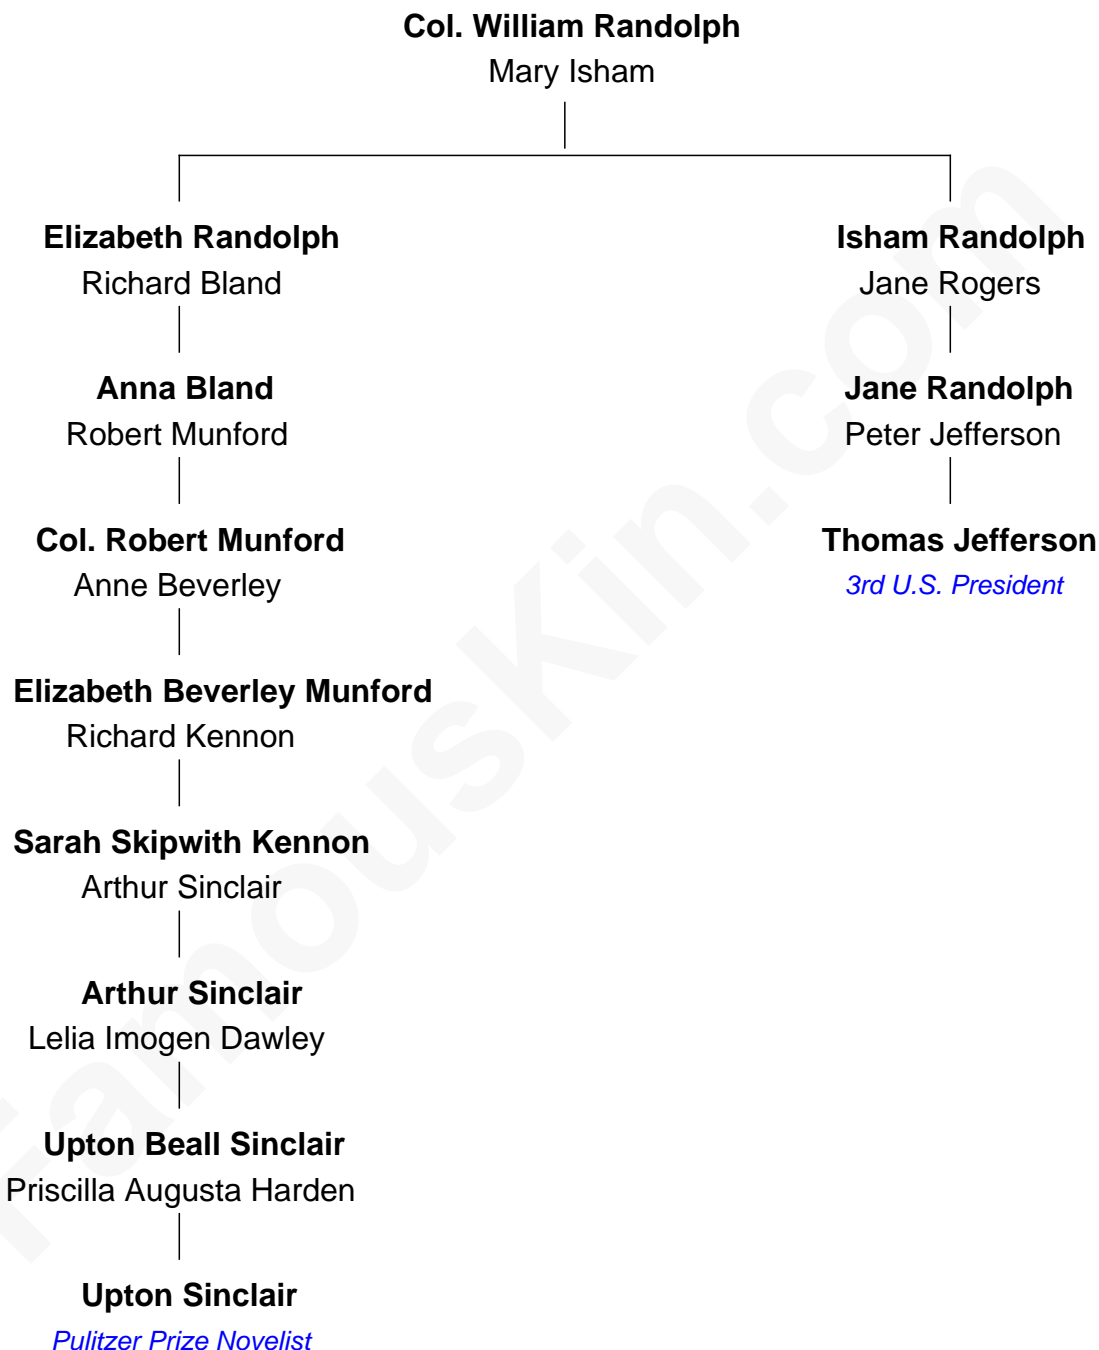 Col. William Randolph
Mary Isham
Elizabeth Randolph
Richard Bland
Isham Randolph
Jane Rogers
Anna Bland
Robert Munford
Jane Randolph
Peter Jefferson
Col. Robert Munford
Anne Beverley
Thomas Jefferson
3rd U.S. President
Elizabeth Beverley Munford
Richard Kennon
Sarah Skipwith Kennon
Arthur Sinclair
Arthur Sinclair
Lelia Imogen Dawley
Upton Beall Sinclair
Priscilla Augusta Harden
Upton Sinclair
Pulitzer Prize Novelist
FamousKin.com